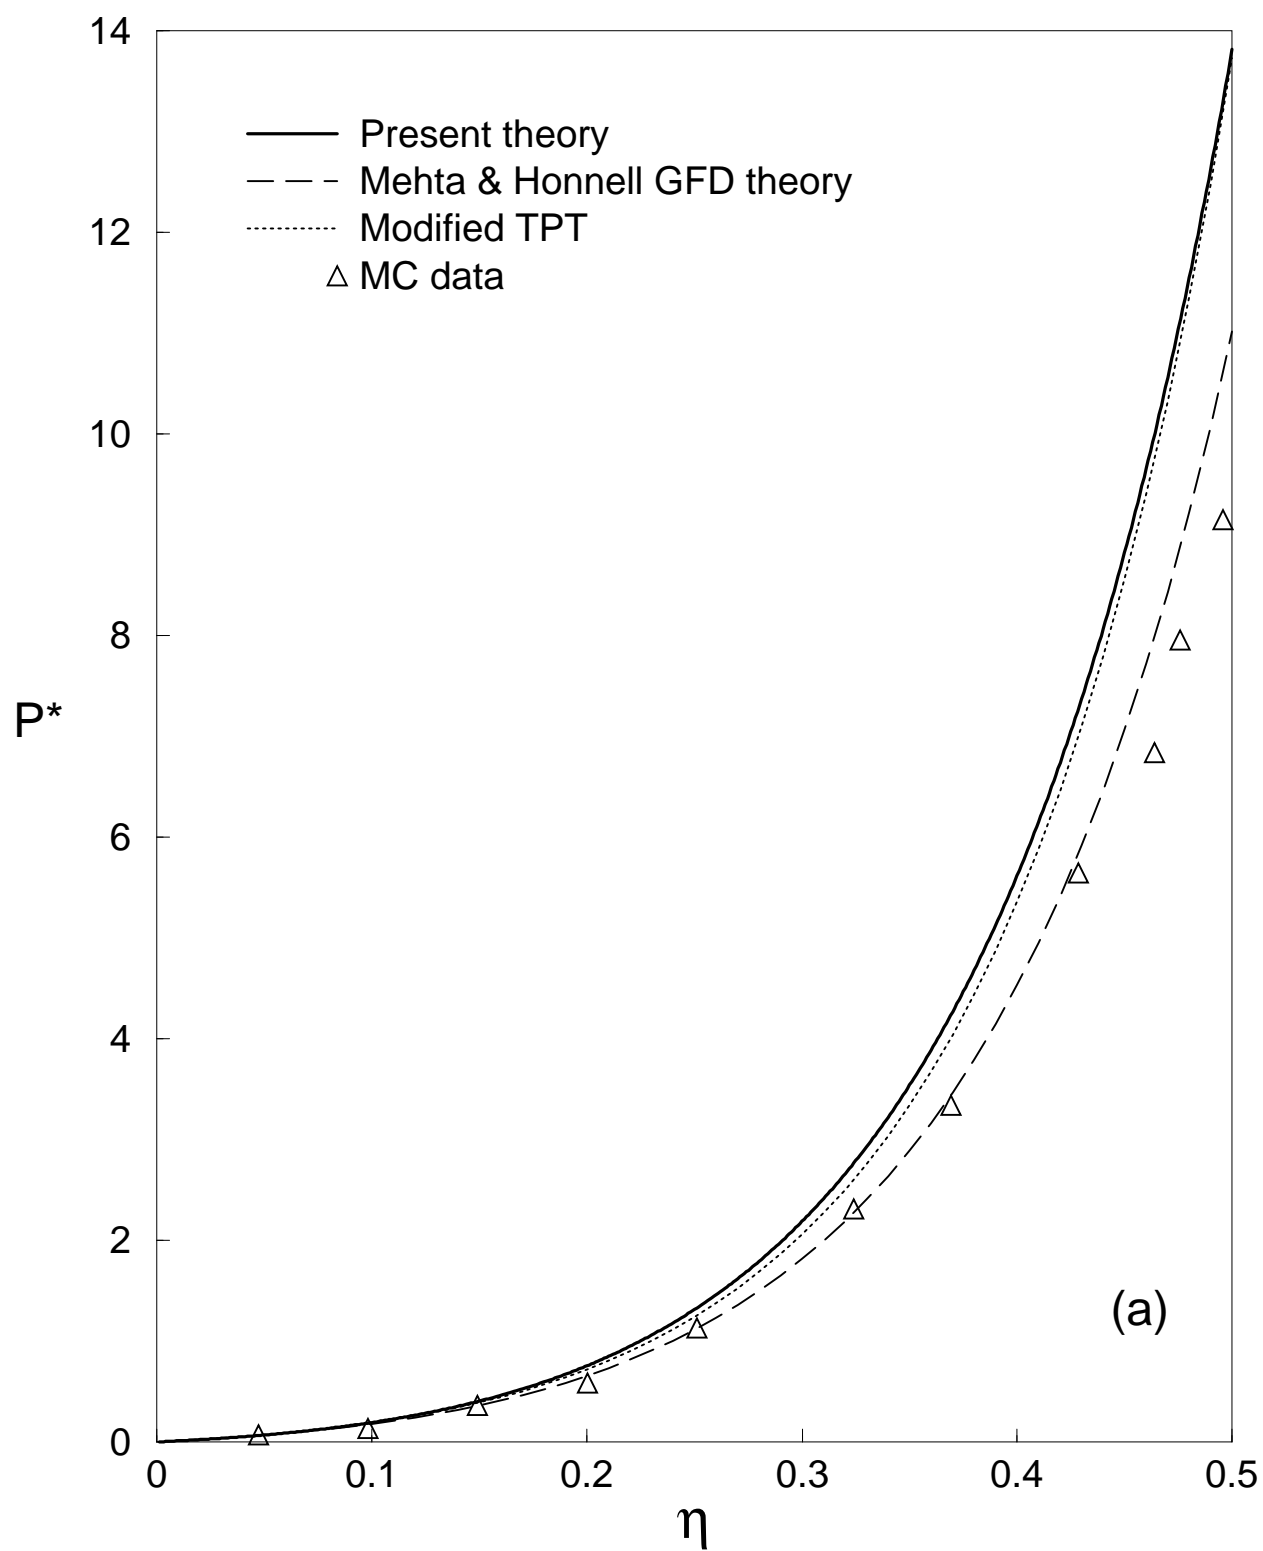 14
Present theory
Mehta & Honnell GFD theory
Modified TPT
12
MC data
10
8
P*
6
4
2
(a)
0
0 0.1 0.2 0.3 0.4 0.5
η